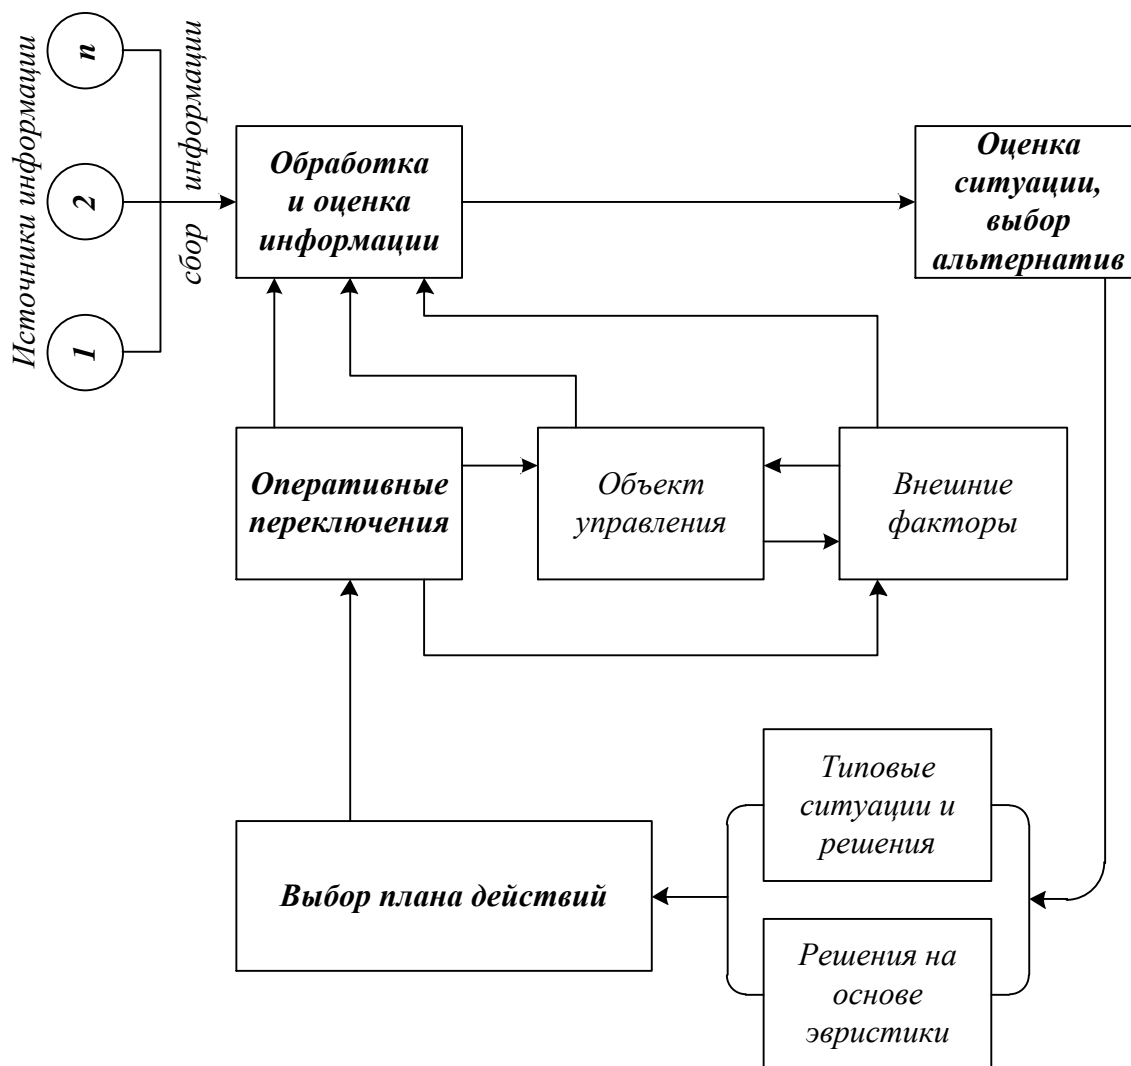 Источники информации
n
2
1
сбор информации
Обработка
и оценка
информации
Оценка
ситуации,
выбор
альтернатив
Оперативные
переключения
Объект
управления
Внешние
факторы
Типовые
ситуации и
решения
Выбор плана действий
Решения на
основе
эвристики